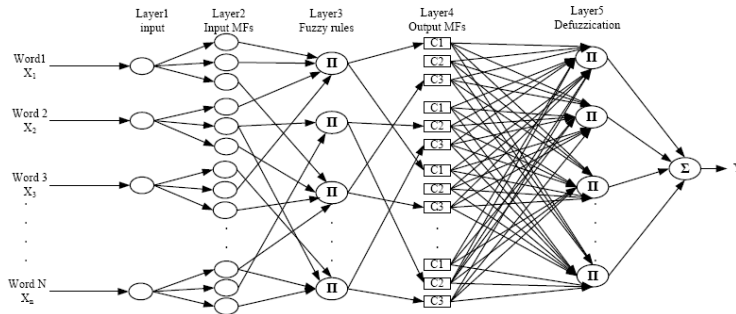 Layer1
input
Layer2
Input MFs
Layer3
Fuzzy rules
Layer4
Output MFs
Layer5
Defuzzication
Word1
X1
Word 2
X2
Word 3
X3
Word N
Xn
Π
Π
Π
Π
C1
C2
C3
C1
C2
C3
C1
C2
C3
C1
C2
C3
Π
Π
Π
Π
Σ
Y